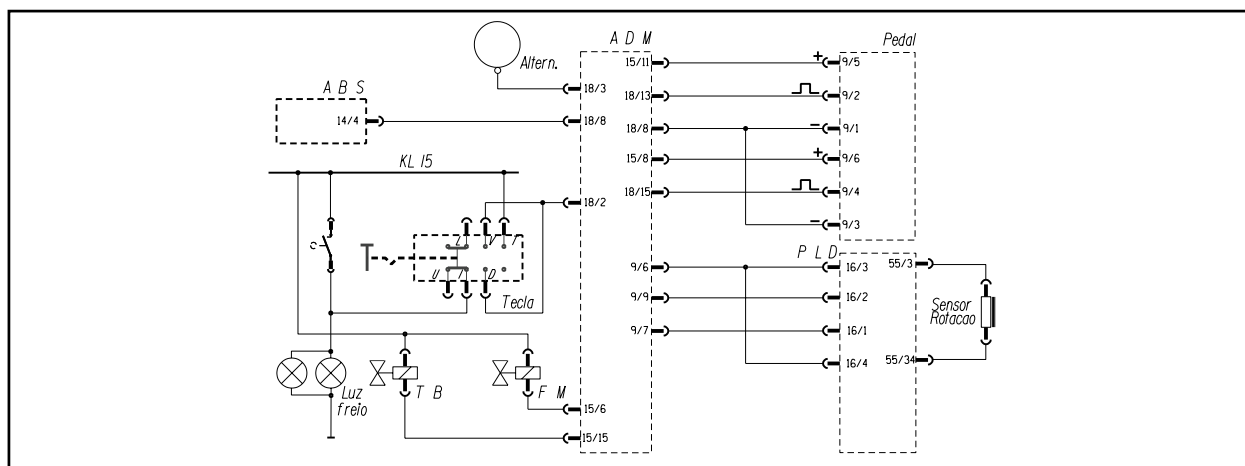 A D M
Pedal
Altern.
15/11
+
9/5
18/3
A B S
18/13
9/2
14/4
18/8
18/8
–
9/1
KL 15
15/8
+
9/6
18/2
18/15
9/4
–
9/3
L V T
U 1 D
Tecla
P L D
9/6
16/3
55/3
9/9
16/2
Sensor
Rotacao
9/7
16/1
16/4
55/34
Luz
freio
T B
F M
15/6
15/15